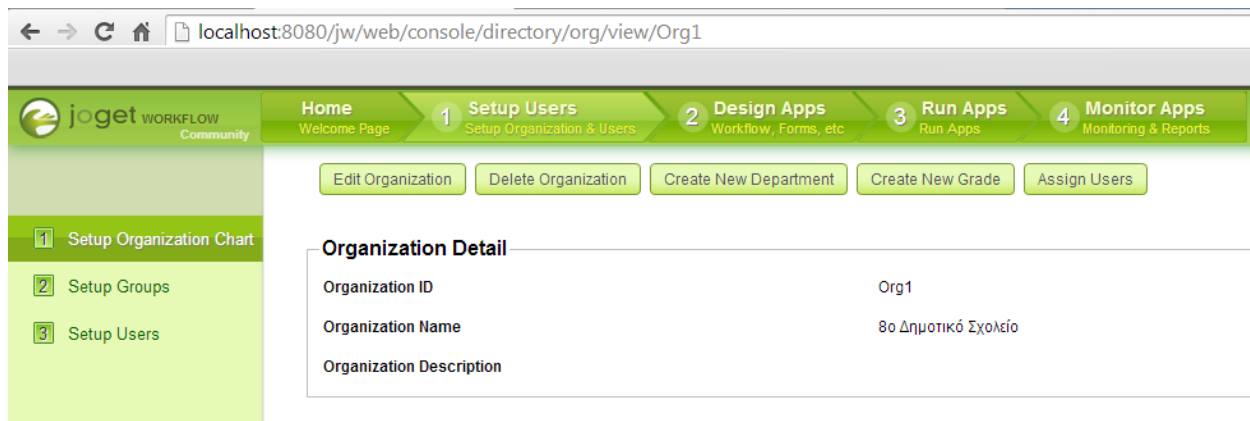 localhost:8080/jw/web/console/directory/org/view/Org1
joget WORKFLOW
Community
Home
Welcome Page
1 Setup Users
Setup Organization & Users
2 Design Apps
Workflow, Forms, etc
3 Run Apps
Run Apps
4 Monitor Apps
Monitoring & Reports
Edit Organization Delete Organization Create New Department Create New Grade Assign Users
1 Setup Organization Chart
2 Setup Groups
3 Setup Users
Organization Detail
Organization ID Org1
Organization Name 8ο Δημοτικό Σχολείο
Organization Description